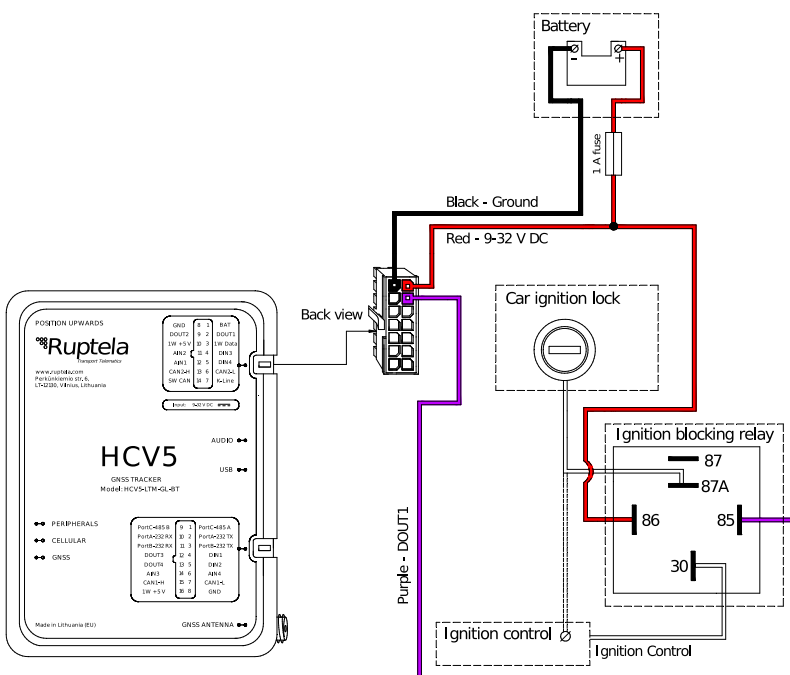 Battery
-
+
1 A fuse
Black - Ground
Red - 9-32 V DC
Car ignition lock
Back view
POSITION UPWARDS
Ruptela
Transport Telematics
www.ruptela.com
Perkūnkiemio str, 6,
LT-12130, Vilnius, Lithuania
GND 8 1 BAT
DOUT2 9 2 DOUT1
1W +5 V 10 3 1W Data
AIN2 11 4 DIN3
AIN1 12 5 DIN4
CAN2-H 13 6 CAN2-L
SW CAN 14 7 K-Line
Input: 9-32 V DC
AUDIO
HCV5
USB
GNSS TRACKER
Model: HCV5-LTM-GL-BT
PERIPHERALS
CELLULAR
GNSS
PortC-485 B 9 1 PortC-485 A
PortA-232 RX 10 2 PortA-232 TX
PortB-232 RX 11 3 PortB-232 TX
DOUT3 12 4 DIN1
DOUT4 13 5 DIN2
AIN3 14 6 AIN4
CAN1-H 15 7 CAN1-L
1W +5 V 16 8 GND
Made in Lithuania (EU)
GNSS ANTENNA
Purple - DOUT1
Ignition blocking relay
87
87A
86
85
30
Ignition control
Ignition Control